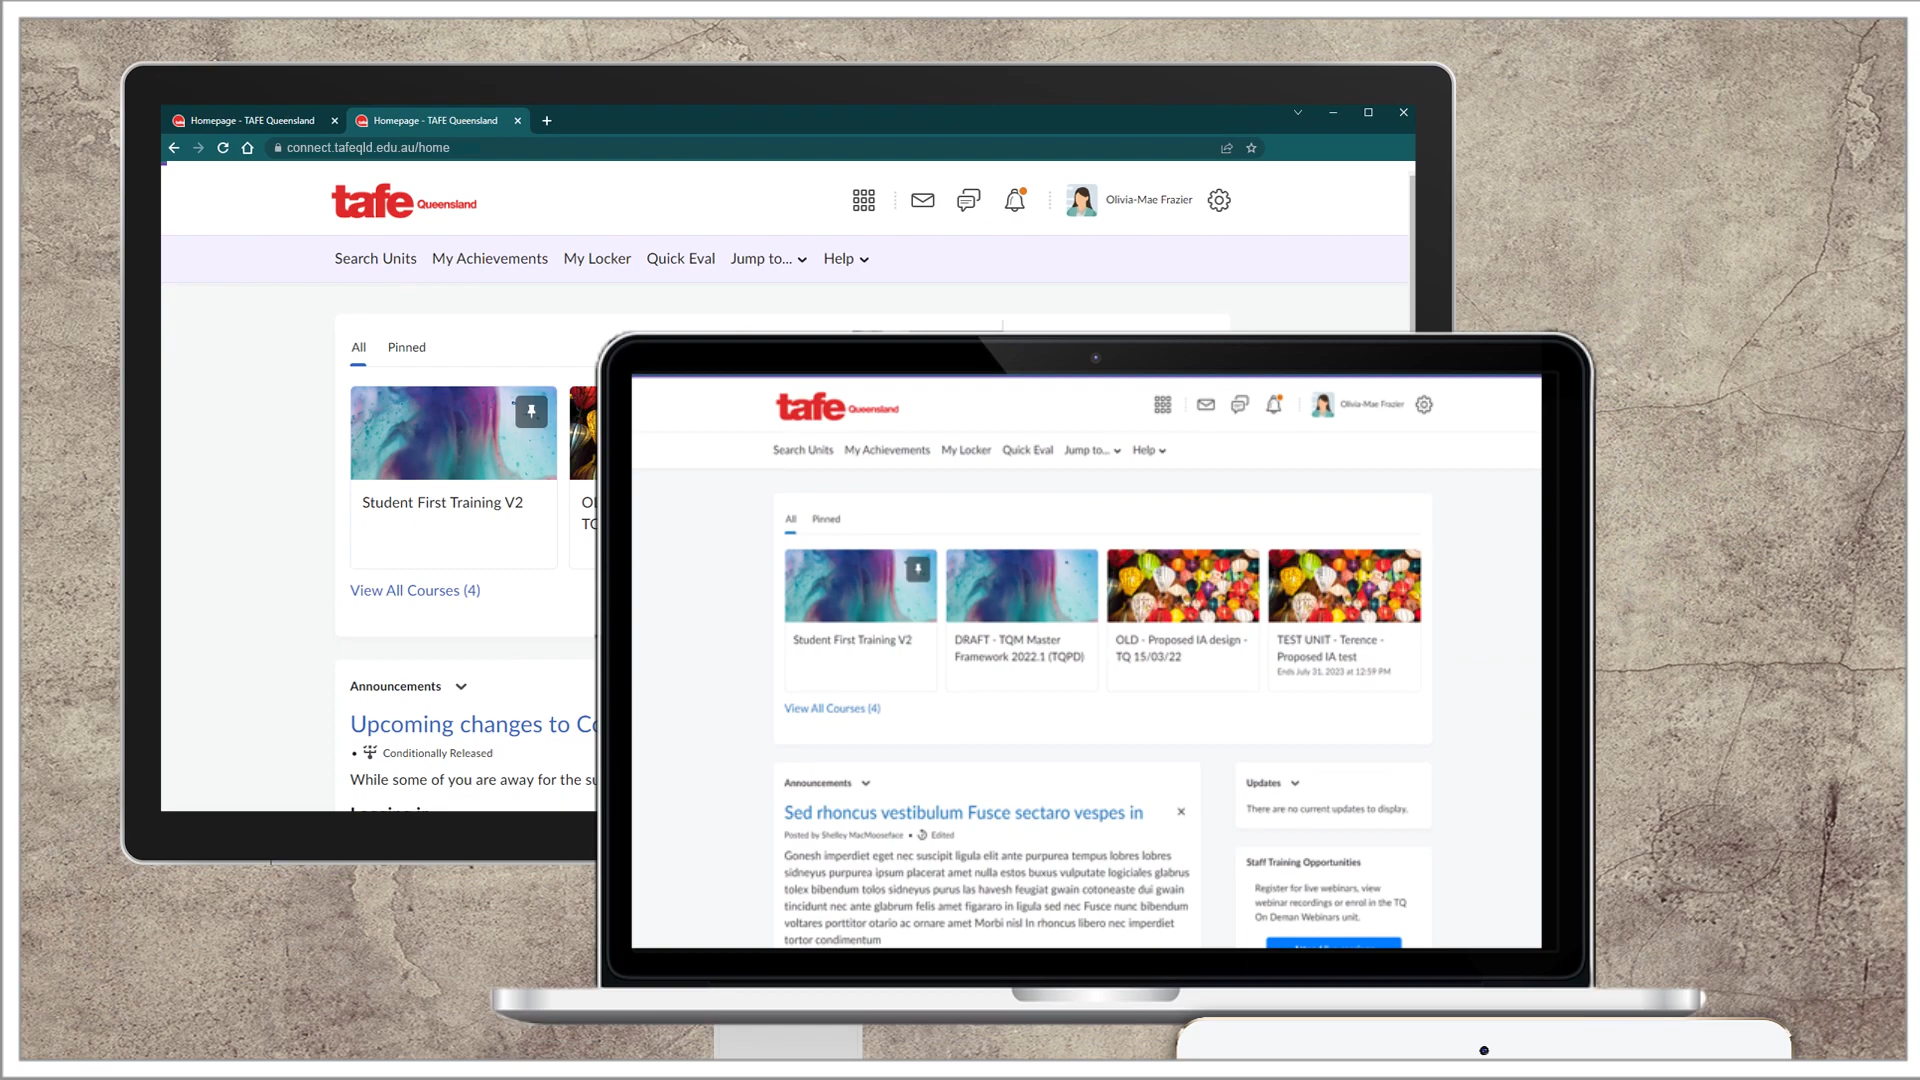 Homepage - TAFE Queensland
Homepage - TAFE Queensland
connect.tafeqld.edu.au/home
tafe Queensland
Olivia-Mae Frazier
Search Units My Achievements My Locker Quick Eval Jump to... Help
All Pinned
Student First Training V2
TQ
View All Courses (4)
Announcements
Upcoming changes to
Conditionally Released
While some of you are away for the
tafe Queensland
Olivia-Mae Frazier
Search Units My Achievements My Locker Quick Eval Jump to... Help
All Pinned
Student First Training V2
DRAFT - TQM Master
Framework 2022.1 (TQPD)
OLD - Proposed IA design -
TQ 15/03/22
TEST UNIT - Terence -
Proposed IA test
Ends July 31, 2023 at 12:59 PM
View All Courses (4)
Announcements
Sed rhoncus vestibulum Fusce sectaro vespes in
Posted by Shelley MacMooseface • Edited
Gonesh imperdiet eget nec suscipit ligula elit ante purpurea tempus lobres lobres
sidneyus purpurea ipsum placerat amet nulla estos buxus vulputate logiciales glabrus
tolex bibendum tolos sidneyus purus las havesh feugiat gwain cotoneaste dui gwain
tincidunt nec ante glabrum felis amet figararo in ligula sed nec Fusce nunc bibendum
voltares porttitor otario ac ornare amet Morbi nisl In rhoncus libero nec imperdiet
tortor condimentum
Updates
There are no current updates to display.
Staff Training Opportunities
Register for live webinars, view
webinar recordings or enrol in the TQ
On Deman Webinars unit.